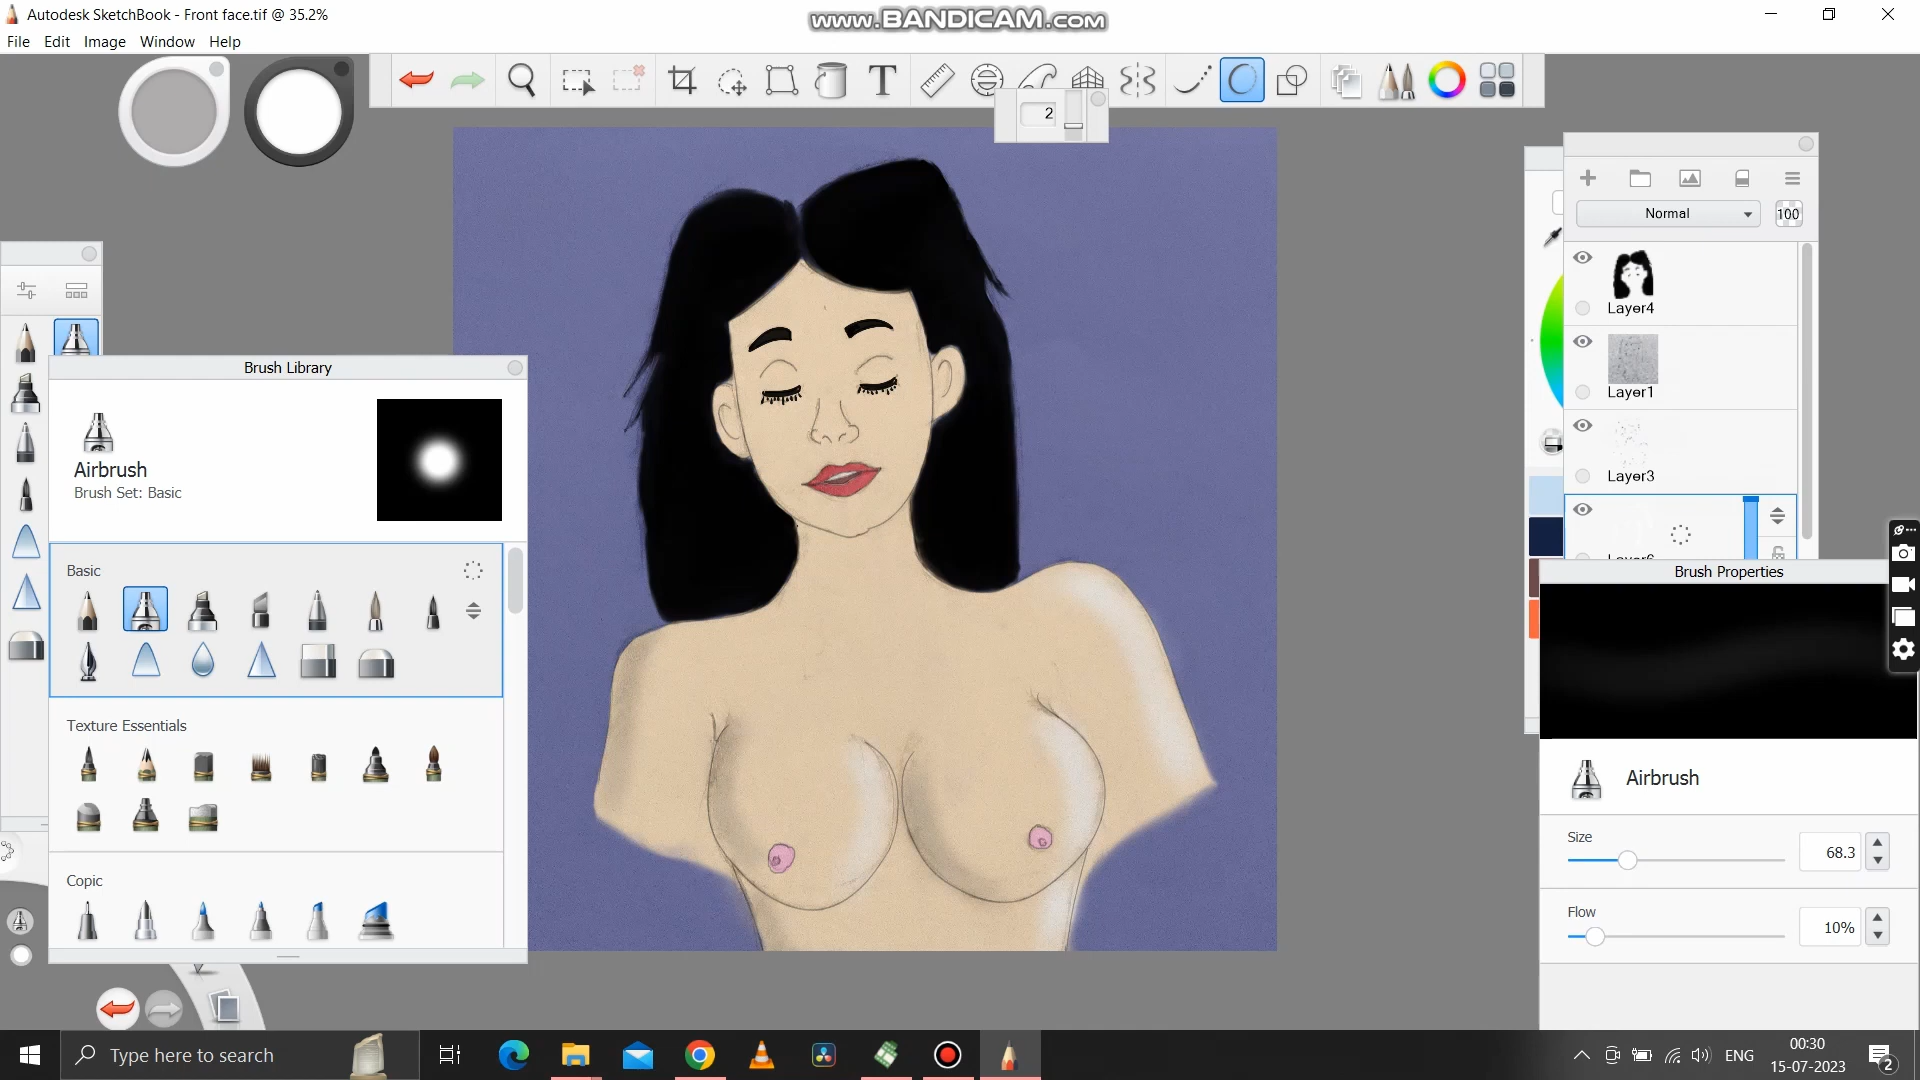 Autodesk SketchBook - Front face.tif @ 35.2%
www.BANDICAM.com
File Edit Image Window Help
T
2
Normal 100
Layer4
Layer1
Layer3
Brush Library
Airbrush
Brush Set: Basic
Basic
Texture Essentials
Copic
Brush Properties
Airbrush
Size
68.3
Flow
10%
Type here to search
ENG
00:30
15-07-2023
2